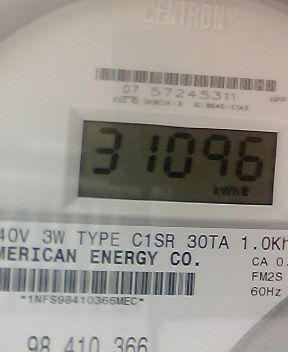 CENTRON®
07 57245311
31096
kWh
40V 3W TYPE C1SR 30TA 1.0Kh
MERICAN ENERGY CO.
CA 0.
FM2S
60Hz
*1NFS98410366MEC*
98 410 366